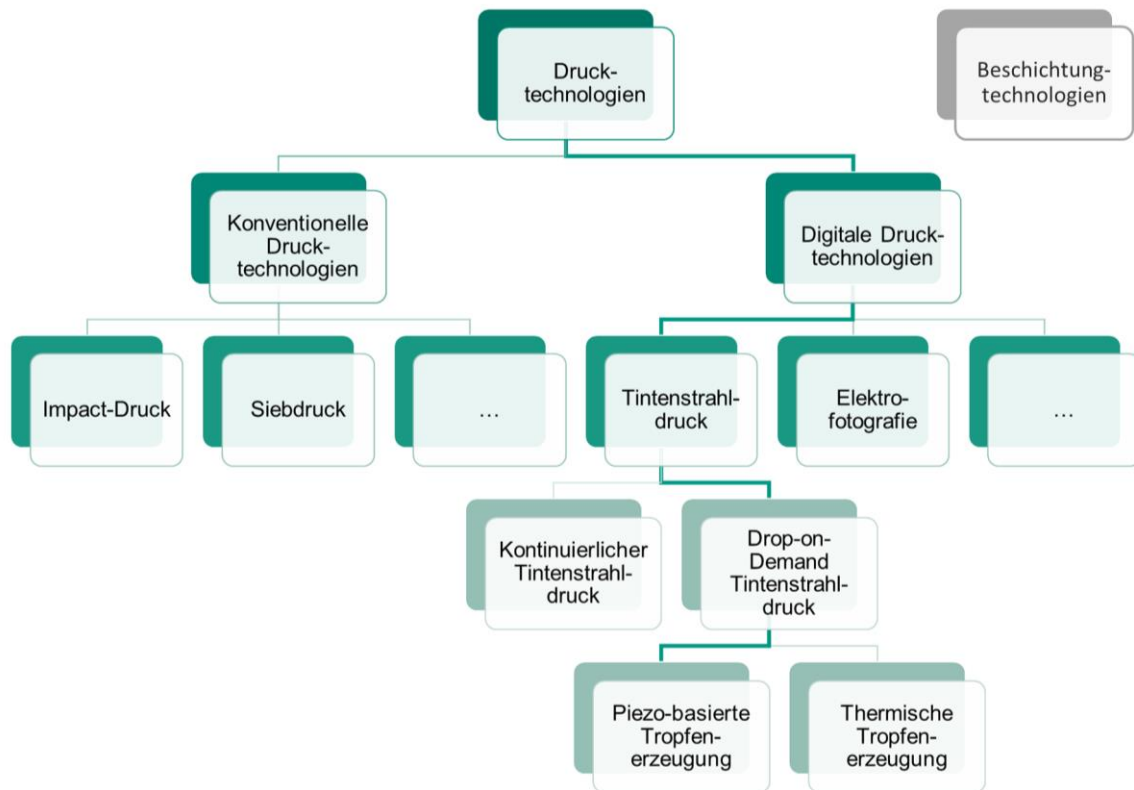 Druck-
technologien
Beschichtung-
technologien
Konventionelle
Druck-
technologien
Digitale Druck-
technologien
Impact-Druck
Siebdruck
…
Tintenstrahl-
druck
Elektro-
fotografie
…
Kontinuierlicher
Tintenstrahl-
druck
Drop-on-
Demand
Tintenstrahl-
druck
Piezo-basierte
Tropfen-
erzeugung
Thermische
Tropfen-
erzeugung